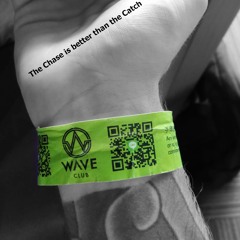 The Chase is better than the Catch
WAVE
CLUB